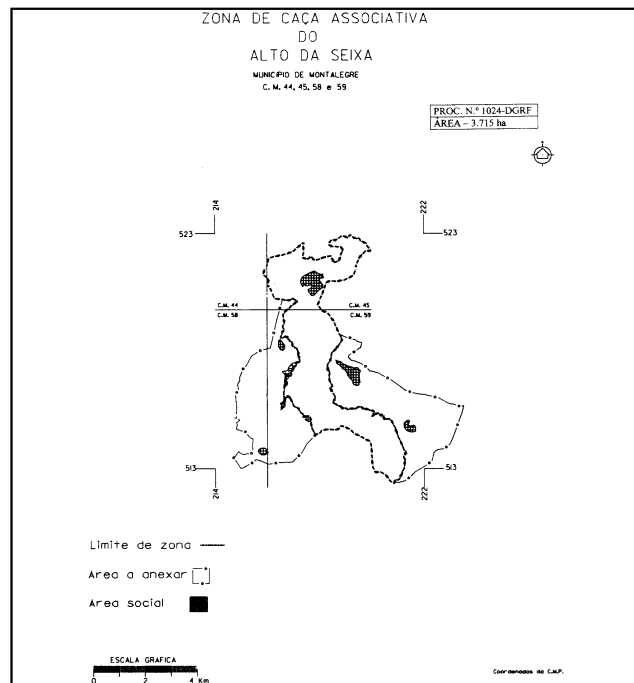 ZONA DE CAÇA ASSOCIATIVA
DO
ALTO DA SEIXA
MUNICÍPIO DE MONTALEGRE
C. M. 44, 45, 58 e 59
PROC. N.º 1024-DGRF
ÁREA – 3.715 ha
214
222
523
523
C.M. 44
C.M. 45
C.M. 58
C.M. 59
513
513
214
222
Limite de zona
Area a anexar
Area social
ESCALA GRAFICA
0 2 4 Km
Coordenadas da C.M.P.